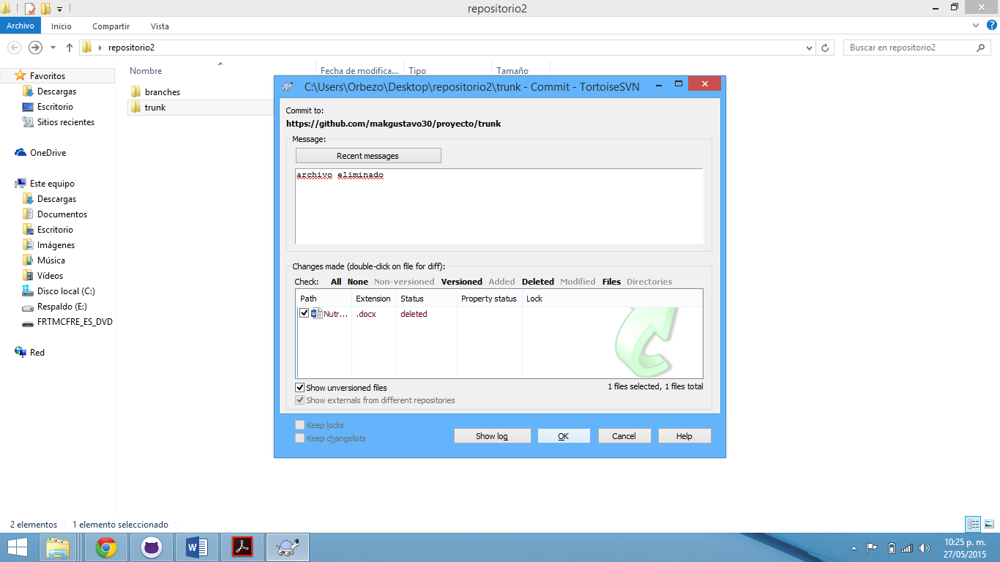 repositorio2
Archivo Inicio Compartir Vista
repositorio2
Buscar en repositorio2
Favoritos
Descargas
Escritorio
Sitios recientes
OneDrive
Este equipo
Descargas
Documentos
Escritorio
Imágenes
Música
Vídeos
Disco local (C:)
Respaldo (E:)
FRTMCFRE_ES_DVD
Red
Nombre Fecha de modifica... Tipo Tamaño
branches
trunk
C:\Users\Orbezo\Desktop\repositorio2\trunk - Commit - TortoiseSVN
Commit to:
https://github.com/makgustavo30/proyecto/trunk
Message:
Recent messages
archivo eliminado
Changes made (double-click on file for diff):
Check: All None Non-versioned Versioned Added Deleted Modified Files Directories
Path Extension Status Property status Lock
Nutr... .docx deleted
Show unversioned files
1 files selected, 1 files total
Show externals from different repositories
Keep locks
Keep changelists
Show log OK Cancel Help
2 elementos 1 elemento seleccionado
10:25 p. m.
27/05/2015